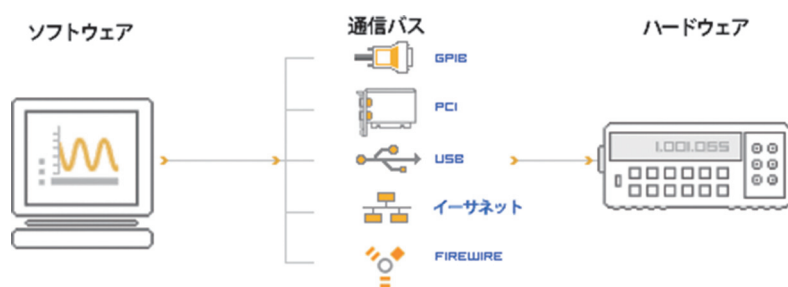 ソフトウェア
通信バス
ハードウェア
GPIB
PCI
USB
イーサネット
FIREWIRE
1.001.055